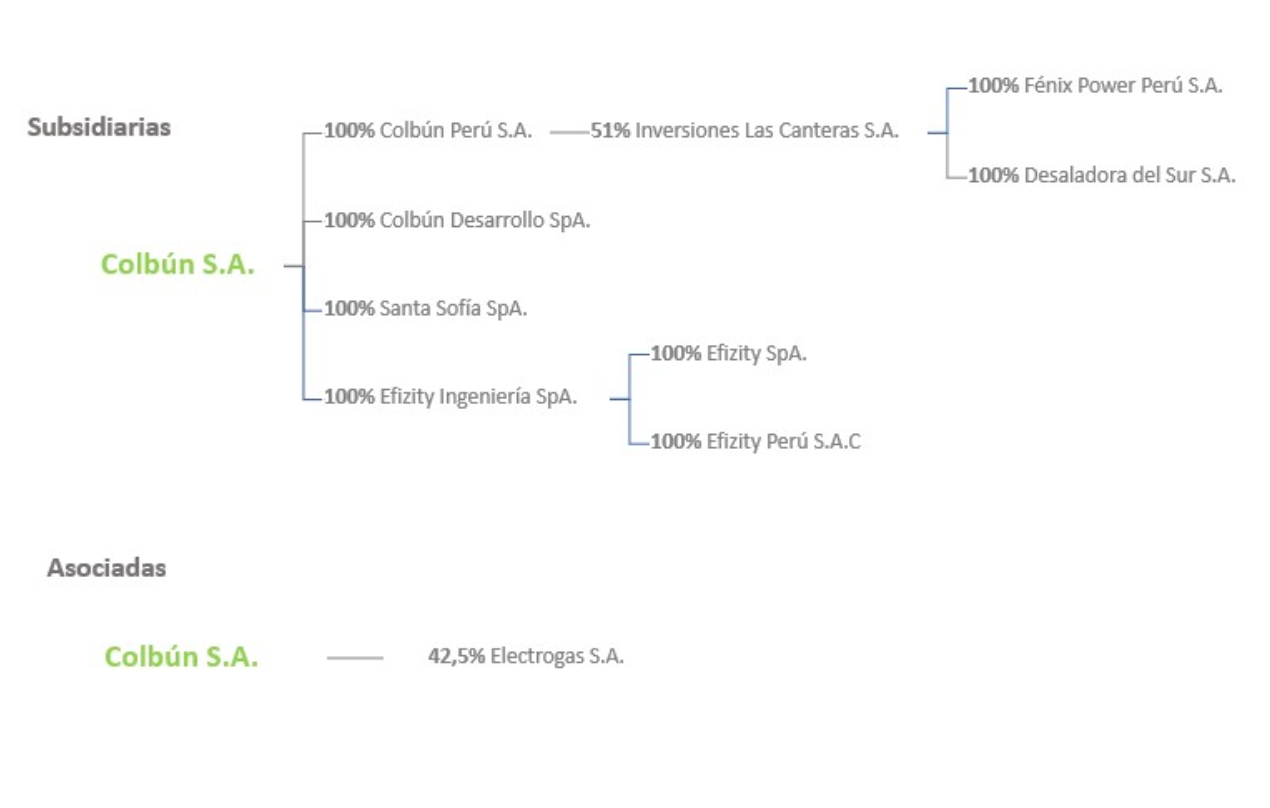 Subsidiarias
100% Fénix Power Perú S.A.
100% Colbún Perú S.A.
51% Inversiones Las Canteras S.A.
100% Desaladora del Sur S.A.
100% Colbún Desarrollo SpA.
Colbún S.A.
100% Santa Sofía SpA.
100% Efizity SpA.
100% Efizity Ingeniería SpA.
100% Efizity Perú S.A.C
Asociadas
Colbún S.A.
42,5% Electrogas S.A.